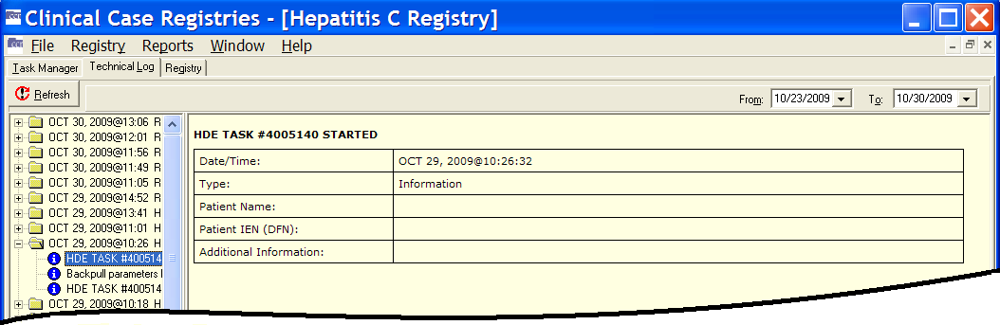 Clinical Case Registries - [Hepatitis C Registry]
File Registry Reports Window Help
Task Manager Technical Log Registry
Refresh From: 10/23/2009 To: 10/30/2009
OCT 30, 2009@13:06 R
OCT 30, 2009@12:01 R
OCT 30, 2009@11:56 R
OCT 30, 2009@11:49 R
OCT 30, 2009@11:05 R
OCT 29, 2009@14:52 R
OCT 29, 2009@13:41 H
OCT 29, 2009@11:01 H
OCT 29, 2009@10:26 H
HDE TASK #400514
Backpull parameters
HDE TASK #400514
OCT 29, 2009@10:18 H
HDE TASK #4005140 STARTED
Date/Time: OCT 29, 2009@10:26:32
Type: Information
Patient Name:
Patient IEN (DFN):
Additional Information: